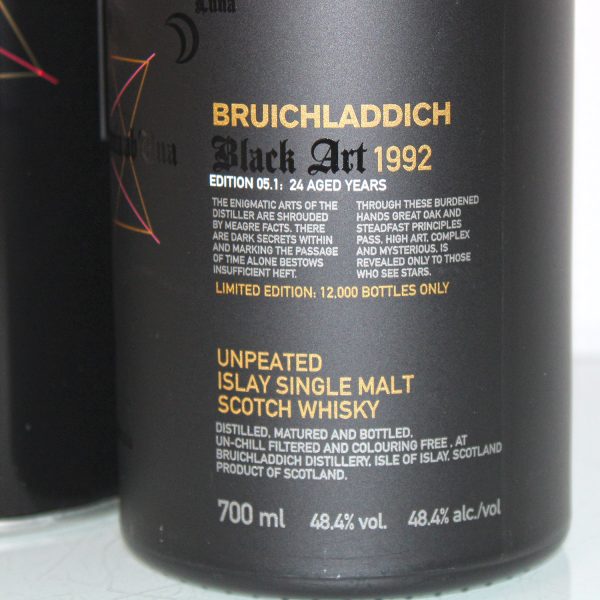 Luna
BRUICHLADDICH
Black Art 1992
EDITION 05.1: 24 AGED YEARS
THE ENIGMATIC ARTS OF THE
DISTILLER ARE SHROUDED
BY MEAGRE FACTS. THERE
ARE DARK SECRETS WITHIN
AND MARKING THE PASSAGE
OF TIME ALONE BESTOWS
INSUFFICIENT HEFT.
THROUGH THESE BURDENED
HANDS GREAT OAK AND
STEADFAST PRINCIPLES
PASS, HIGH ART, COMPLEX
AND MYSTERIOUS, IS
REVEALED ONLY TO THOSE
WHO SEE STARS.
LIMITED EDITION: 12,000 BOTTLES ONLY
UNPEATED
ISLAY SINGLE MALT
SCOTCH WHISKY
DISTILLED, MATURED AND BOTTLED,
UN-CHILL FILTERED AND COLOURING FREE . AT
BRUICHLADDICH DISTILLERY, ISLE OF ISLAY, SCOTLAND
PRODUCT OF SCOTLAND.
700 ml 48.4% vol. 48.4% alc./vol